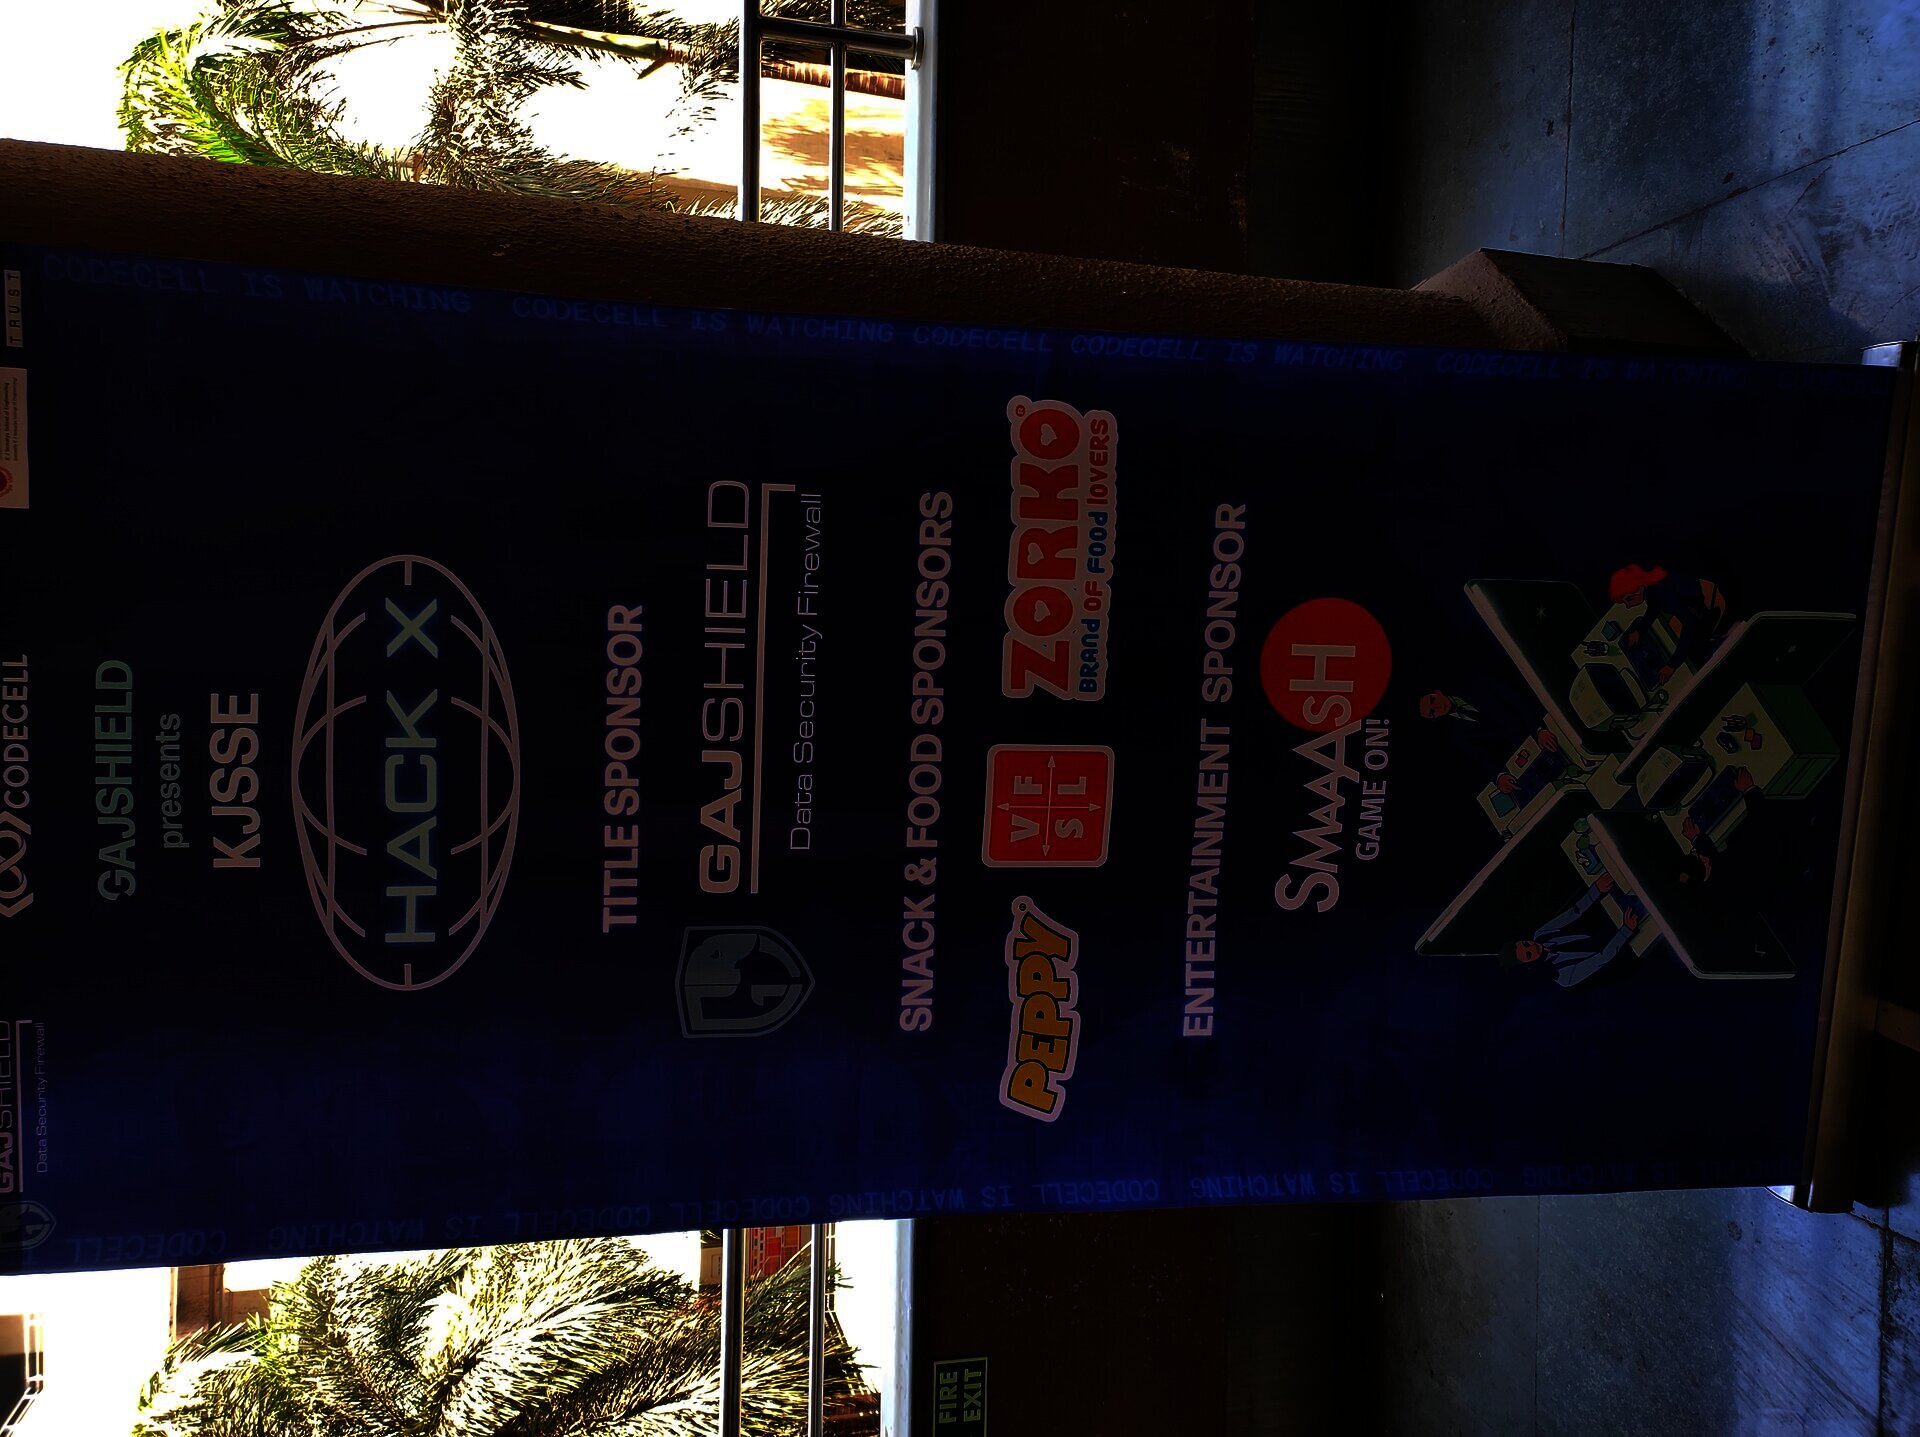 GAJSHIELD
Data Security Firewall
CODECELL
TRUST
GAJSHIELD
presents
KJSSE
HACK X
TITLE SPONSOR
GAJSHIELD
Data Security Firewall
SNACK & FOOD SPONSORS
PEPPY®
V F
S L
ZORKO®
BRAND OF FOOD lOVERS
ENTERTAINMENT SPONSOR
SMAAASH
GAME ON!
CODECELL IS WATCHING CODECELL IS WATCHING CODECELL CODECELL IS WATCHING CODECELL IS WATCHING
CODECELL IS WATCHING CODECELL IS WATCHING CODECELL IS WATCHING CODECELL IS WATCHING
FIRE
EXIT